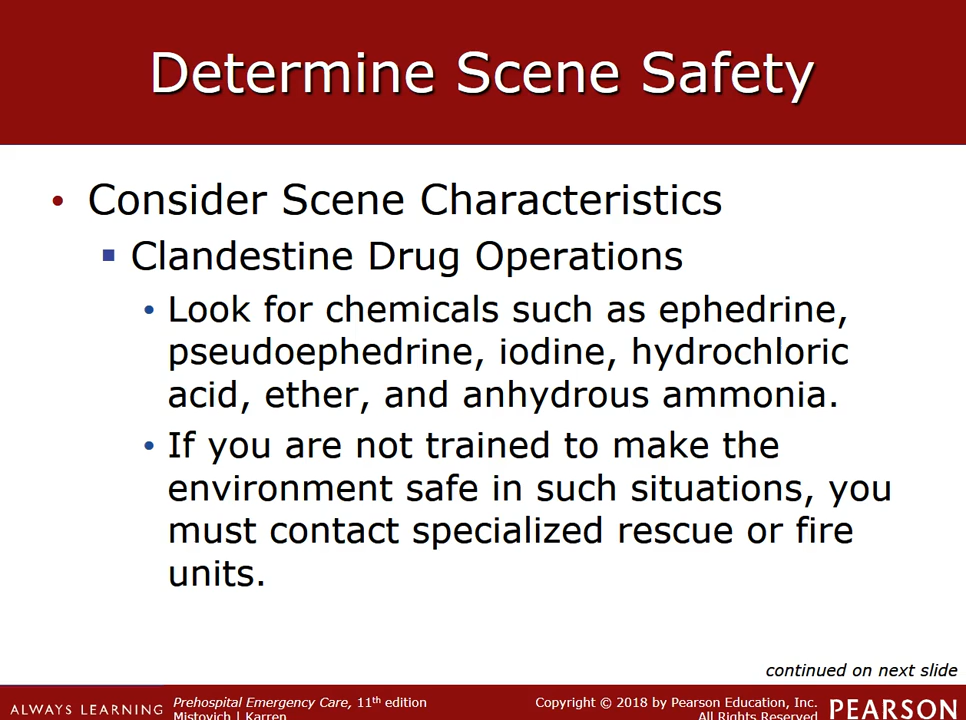 Determine Scene Safety
• Consider Scene Characteristics
▪ Clandestine Drug Operations
• Look for chemicals such as ephedrine,
pseudoephedrine, iodine, hydrochloric
acid, ether, and anhydrous ammonia.
• If you are not trained to make the
environment safe in such situations, you
must contact specialized rescue or fire
units.
continued on next slide
ALWAYS LEARNING
Prehospital Emergency Care, 11th edition
Mistovich | Karren
Copyright © 2018 by Pearson Education, Inc.
All Rights Reserved
PEARSON